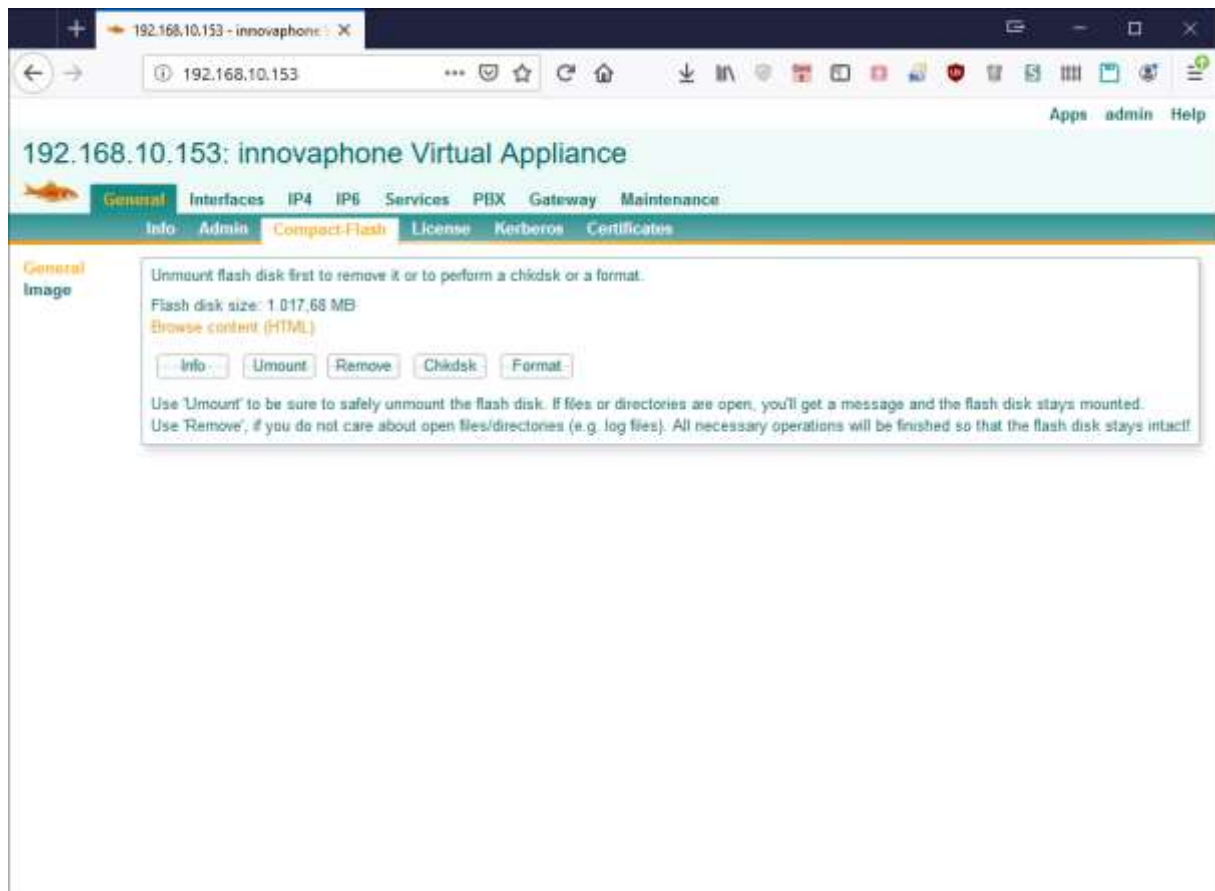 192.168.10.153 - innovaphone
192.168.10.153
Apps admin Help
192.168.10.153: innovaphone Virtual Appliance
General Interfaces IP4 IP6 Services PBX Gateway Maintenance
Info Admin Compact-Flash License Kerberos Certificates
General
Image
Unmount flash disk first to remove it or to perform a chkdsk or a format.
Flash disk size: 1.017,68 MB
Browse content (HTML)
Info Umount Remove Chkdsk Format
Use 'Umount' to be sure to safely unmount the flash disk. If files or directories are open, you'll get a message and the flash disk stays mounted.
Use 'Remove', if you do not care about open files/directories (e.g. log files). All necessary operations will be finished so that the flash disk stays intact!